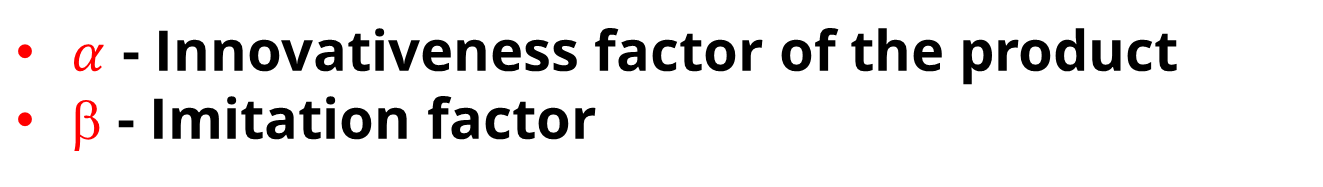 • α - Innovativeness factor of the product
• β - Imitation factor